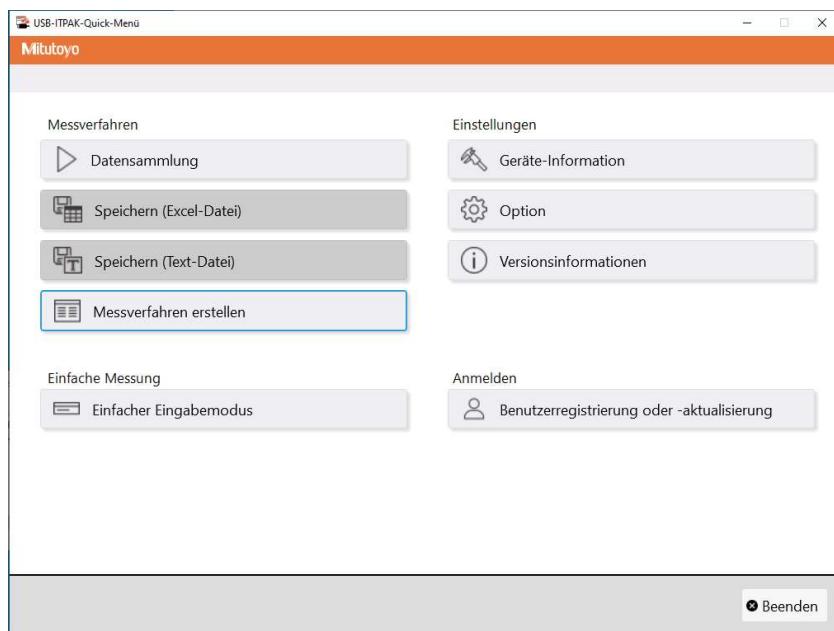 USB-ITPAK-Quick-Menü
Mitutoyo
Messverfahren
Datensammlung
Speichern (Excel-Datei)
Speichern (Text-Datei)
Messverfahren erstellen
Einfache Messung
Einfacher Eingabemodus
Einstellungen
Geräte-Information
Option
Versionsinformationen
Anmelden
Benutzerregistrierung oder -aktualisierung
Beenden